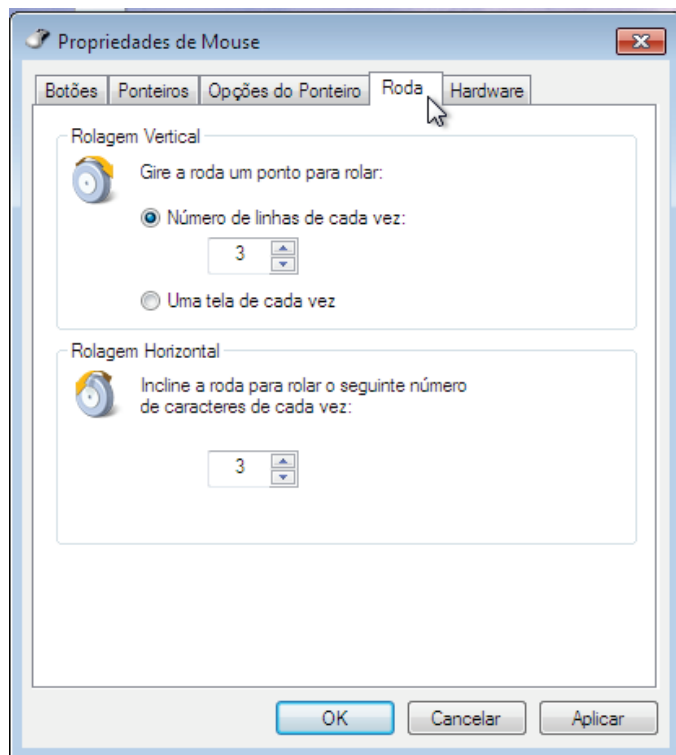 Propriedades de Mouse
Botões Ponteiros Opções do Ponteiro Roda Hardware
Rolagem Vertical
Gire a roda um ponto para rolar:
Número de linhas de cada vez:
3
Uma tela de cada vez
Rolagem Horizontal
Incline a roda para rolar o seguinte número
de caracteres de cada vez:
3
OK Cancelar Aplicar